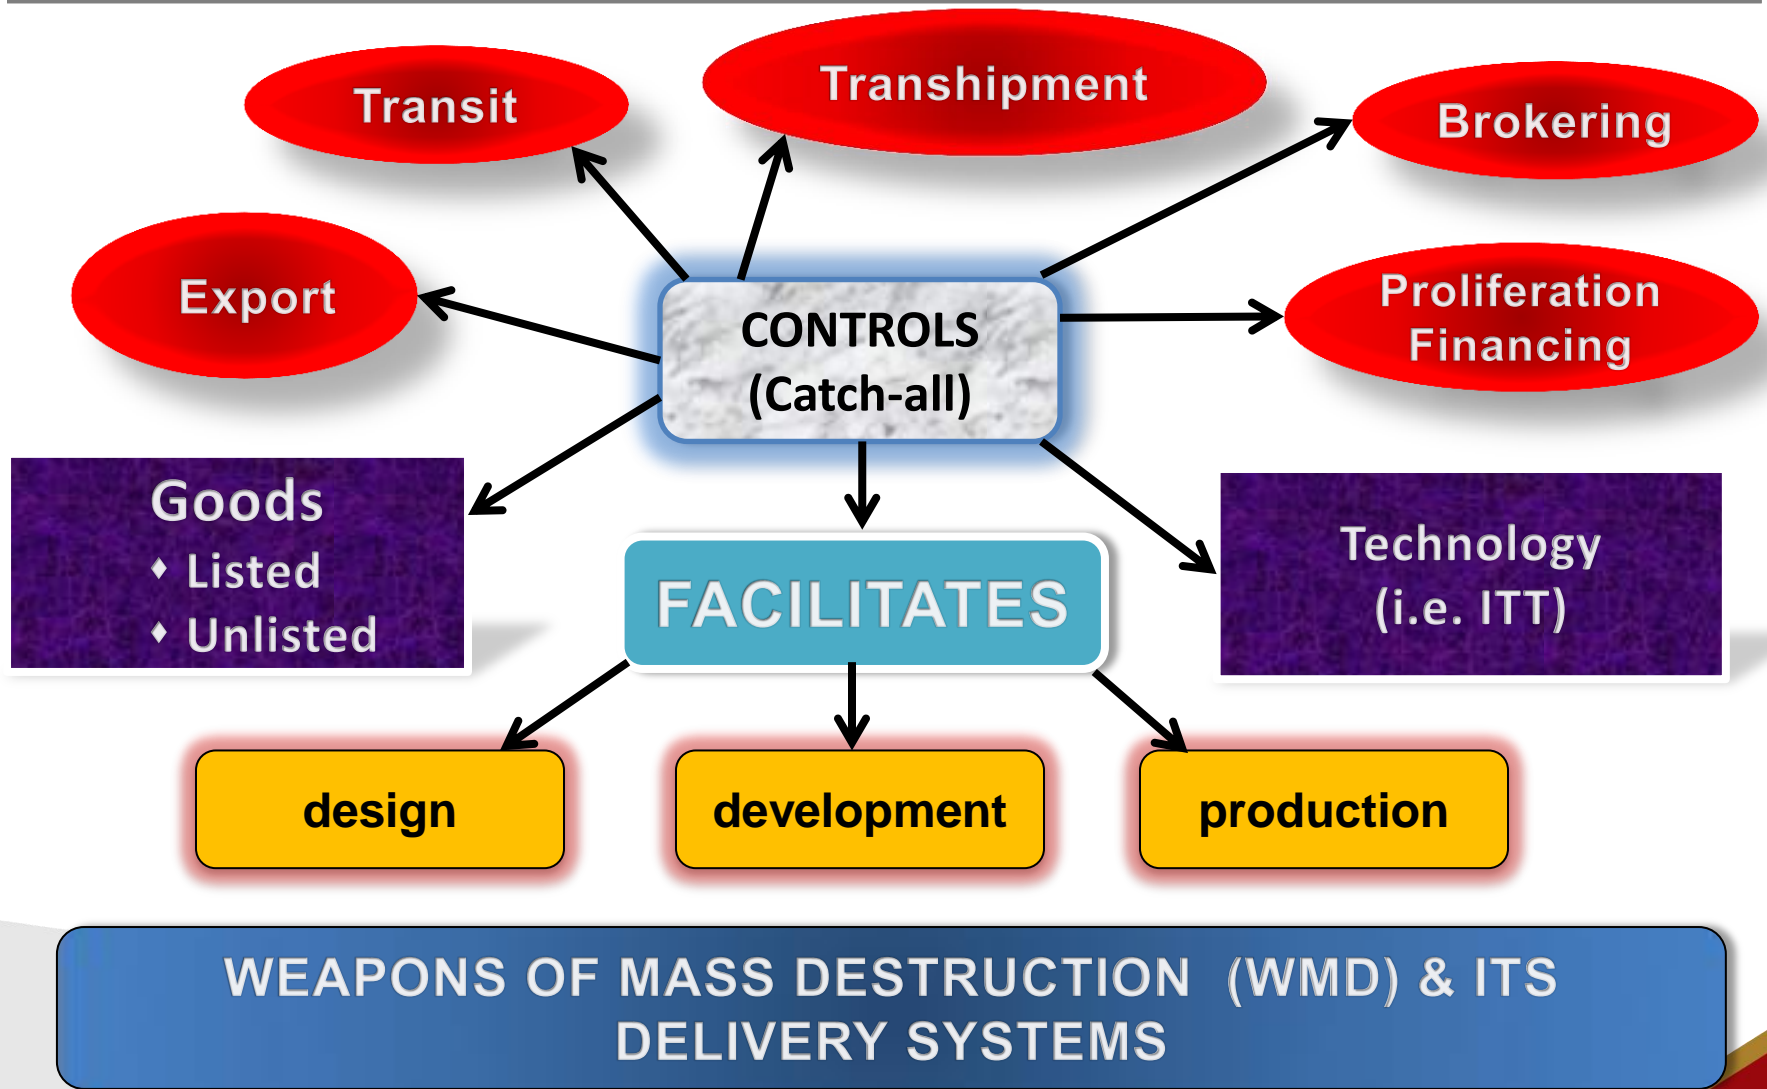 Transit
Transhipment
Brokering
Export
Proliferation
Financing
CONTROLS
(Catch-all)
Goods
♦ Listed
♦ Unlisted
Technology
(i.e. ITT)
FACILITATES
design
development
production
WEAPONS OF MASS DESTRUCTION (WMD) & ITS
DELIVERY SYSTEMS